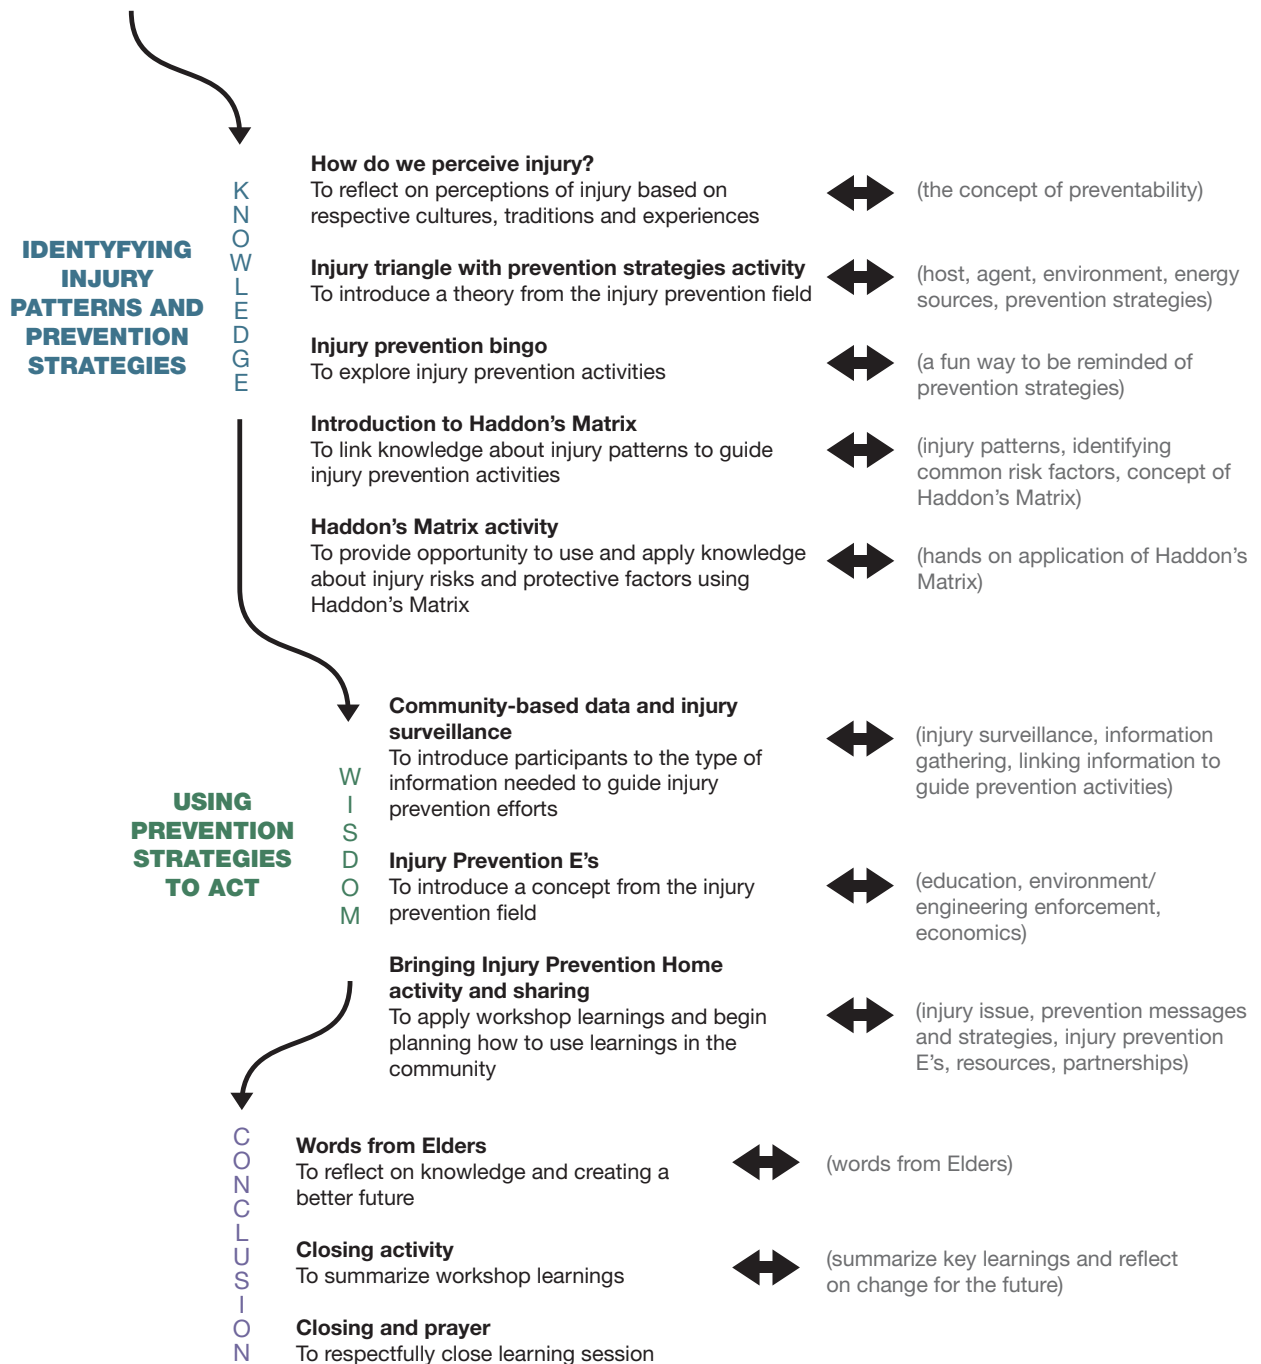 IDENTYFYING
INJURY
PATTERNS AND
PREVENTION
STRATEGIES
KNOWLEDGE
How do we perceive injury?
To reflect on perceptions of injury based on
respective cultures, traditions and experiences
(the concept of preventability)
Injury triangle with prevention strategies activity
To introduce a theory from the injury prevention field
(host, agent, environment, energy
sources, prevention strategies)
Injury prevention bingo
To explore injury prevention activities
(a fun way to be reminded of
prevention strategies)
Introduction to Haddon’s Matrix
To link knowledge about injury patterns to guide
injury prevention activities
(injury patterns, identifying
common risk factors, concept of
Haddon’s Matrix)
Haddon’s Matrix activity
To provide opportunity to use and apply knowledge
about injury risks and protective factors using
Haddon’s Matrix
(hands on application of Haddon’s
Matrix)
USING
PREVENTION
STRATEGIES
TO ACT
WISDOM
Community-based data and injury
surveillance
To introduce participants to the type of
information needed to guide injury
prevention efforts
(injury surveillance, information
gathering, linking information to
guide prevention activities)
Injury Prevention E’s
To introduce a concept from the injury
prevention field
(education, environment/
engineering enforcement,
economics)
Bringing Injury Prevention Home
activity and sharing
To apply workshop learnings and begin
planning how to use learnings in the
community
(injury issue, prevention messages
and strategies, injury prevention
E’s, resources, partnerships)
CONCLUSION
Words from Elders
To reflect on knowledge and creating a
better future
(words from Elders)
Closing activity
To summarize workshop learnings
(summarize key learnings and reflect
on change for the future)
Closing and prayer
To respectfully close learning session